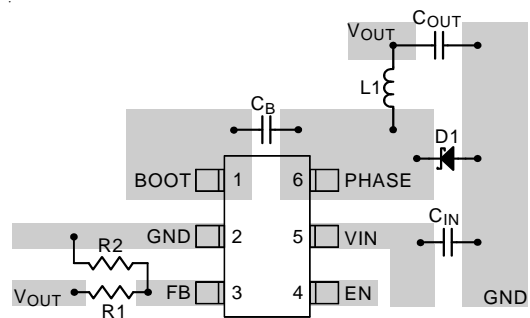 VOUT COUT
L1
CB
D1
BOOT 1 6 PHASE
CIN
GND 2 5 VIN
R2
VOUT R1 FB 3 4 EN GND